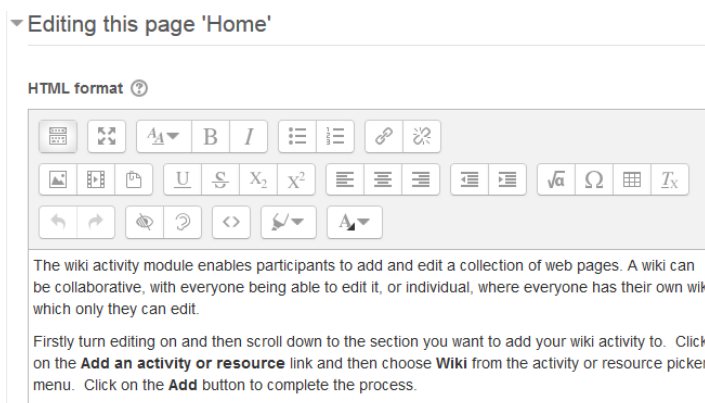 Editing this page 'Home'
HTML format
The wiki activity module enables participants to add and edit a collection of web pages. A wiki can
be collaborative, with everyone being able to edit it, or individual, where everyone has their own wik
which only they can edit.
Firstly turn editing on and then scroll down to the section you want to add your wiki activity to. Click
on the Add an activity or resource link and then choose Wiki from the activity or resource picker
menu. Click on the Add button to complete the process.